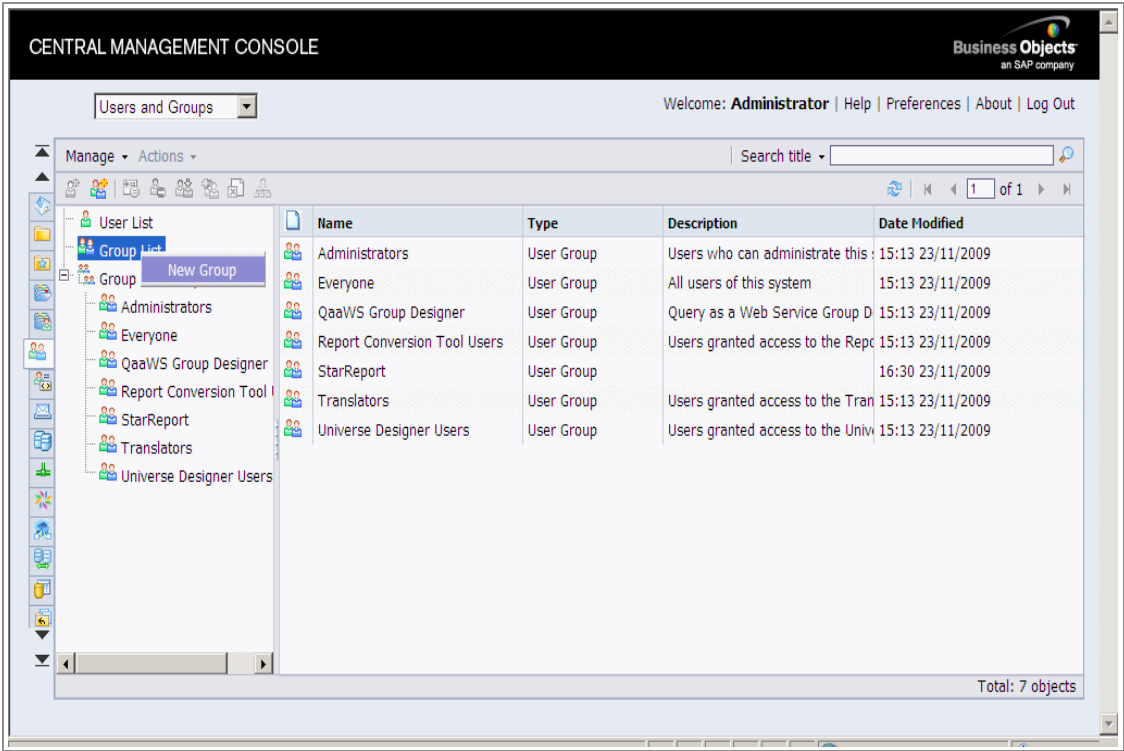 CENTRAL MANAGEMENT CONSOLE
Business Objects
an SAP company
Users and Groups
Welcome: Administrator | Help | Preferences | About | Log Out
Manage Actions
Search title
1 of 1
User List
Group List
New Group
Group
Administrators
Everyone
QaaWS Group Designer
Report Conversion Tool
StarReport
Translators
Universe Designer Users
Name Type Description Date Modified
Administrators User Group Users who can administrate this 15:13 23/11/2009
Everyone User Group All users of this system 15:13 23/11/2009
QaaWS Group Designer User Group Query as a Web Service Group D 15:13 23/11/2009
Report Conversion Tool Users User Group Users granted access to the Repo 15:13 23/11/2009
StarReport User Group 16:30 23/11/2009
Translators User Group Users granted access to the Tran 15:13 23/11/2009
Universe Designer Users User Group Users granted access to the Univ 15:13 23/11/2009
Total: 7 objects